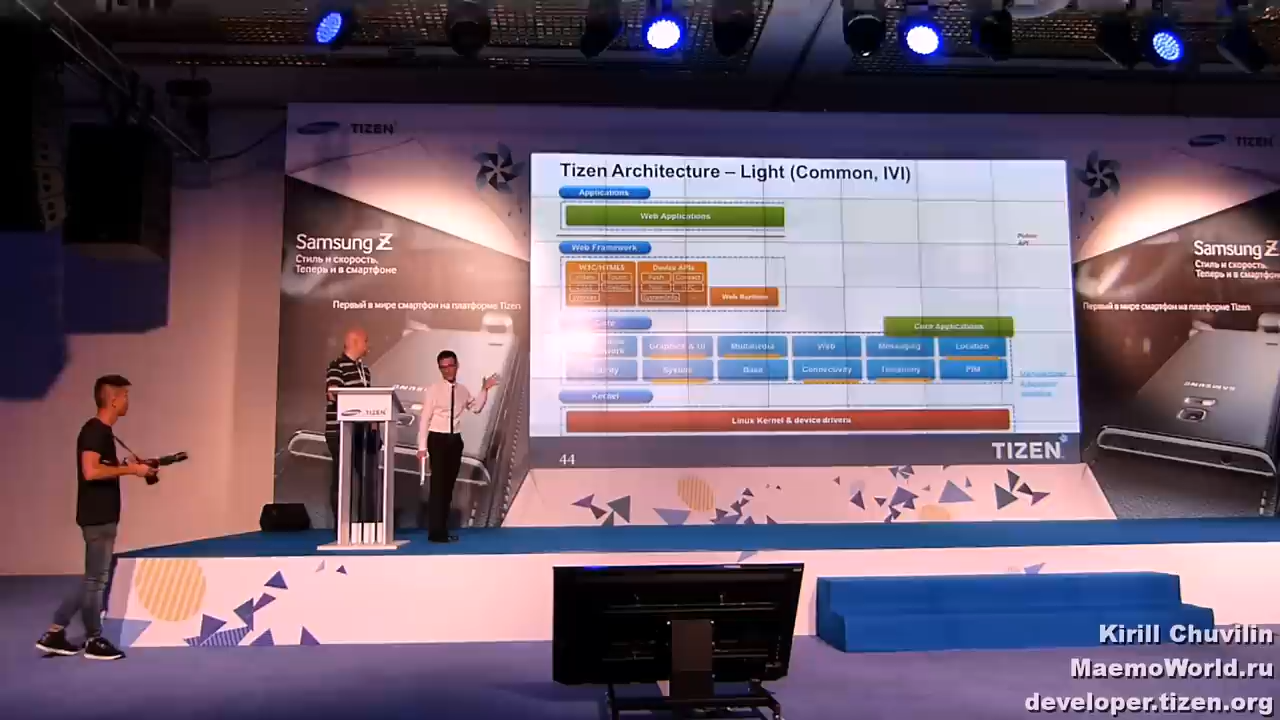 TIZEN
TIZEN
Samsung Z
Стиль и скорость.
Теперь и в смартфоне
Первый в мире смартфон на платформе Tizen
Samsung Z
Стиль и скорость.
Теперь и в смартфоне
Первый в мире смартфон на платформе Tizen
SAMSUNG
Tizen Architecture – Light (Common, IVI)
Applications
Web Applications
Web Framework
W3C/HTML5
Device APIs
Web Runtime
Core Applications
Graphics & UI
Multimedia
Web
Messaging
Location
System
Base
Connectivity
Telephony
PIM
Kernel
Linux Kernel & device drivers
44
TIZEN
TIZEN
Kirill Chuvilin
MaemoWorld.ru
developer.tizen.org